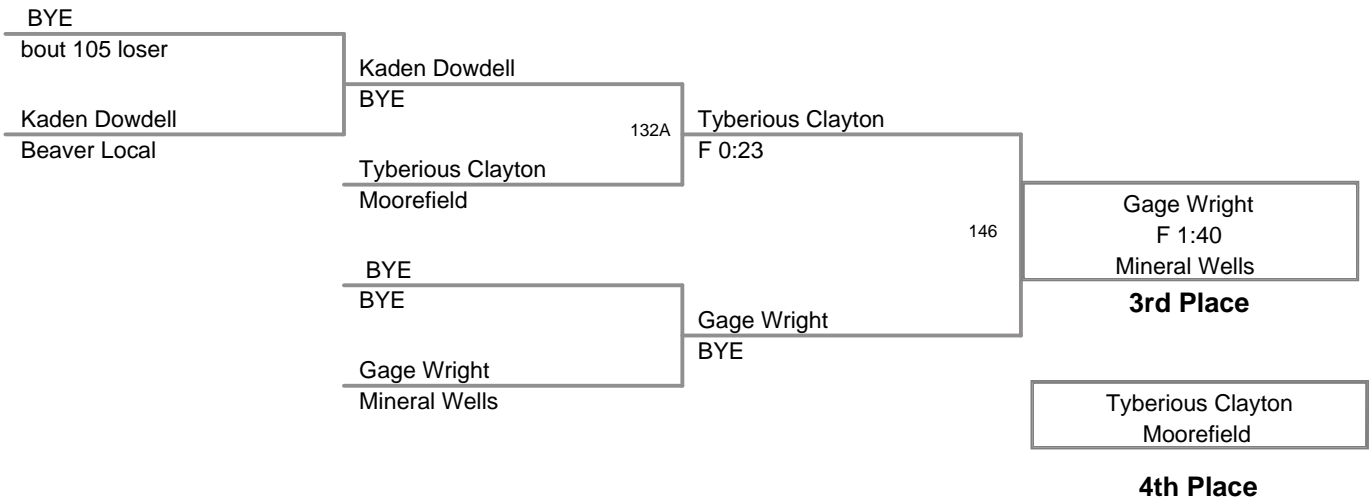 BYE
bout 105 loser
Kaden Dowdell
Beaver Local
Kaden Dowdell
BYE
132A
Tyberious Clayton
Moorefield
Tyberious Clayton
F 0:23
BYE
BYE
Gage Wright
Mineral Wells
Gage Wright
BYE
146
Gage Wright
F 1:40
Mineral Wells
3rd Place
Tyberious Clayton
Moorefield
4th Place